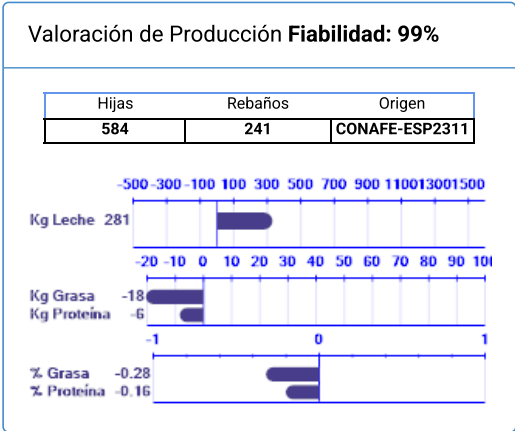 Valoración de Producción Fiabilidad: 99%
Hijas Rebaños Origen
584 241 CONAFE-ESP2311
-500 -300 -100 100 300 500 700 900 1100 1300 1500
Kg Leche 281
-20 -10 0 10 20 30 40 50 60 70 80 90 10
Kg Grasa -18
Kg Proteína -6
-1 0 1
% Grasa -0.28
% Proteína -0.16